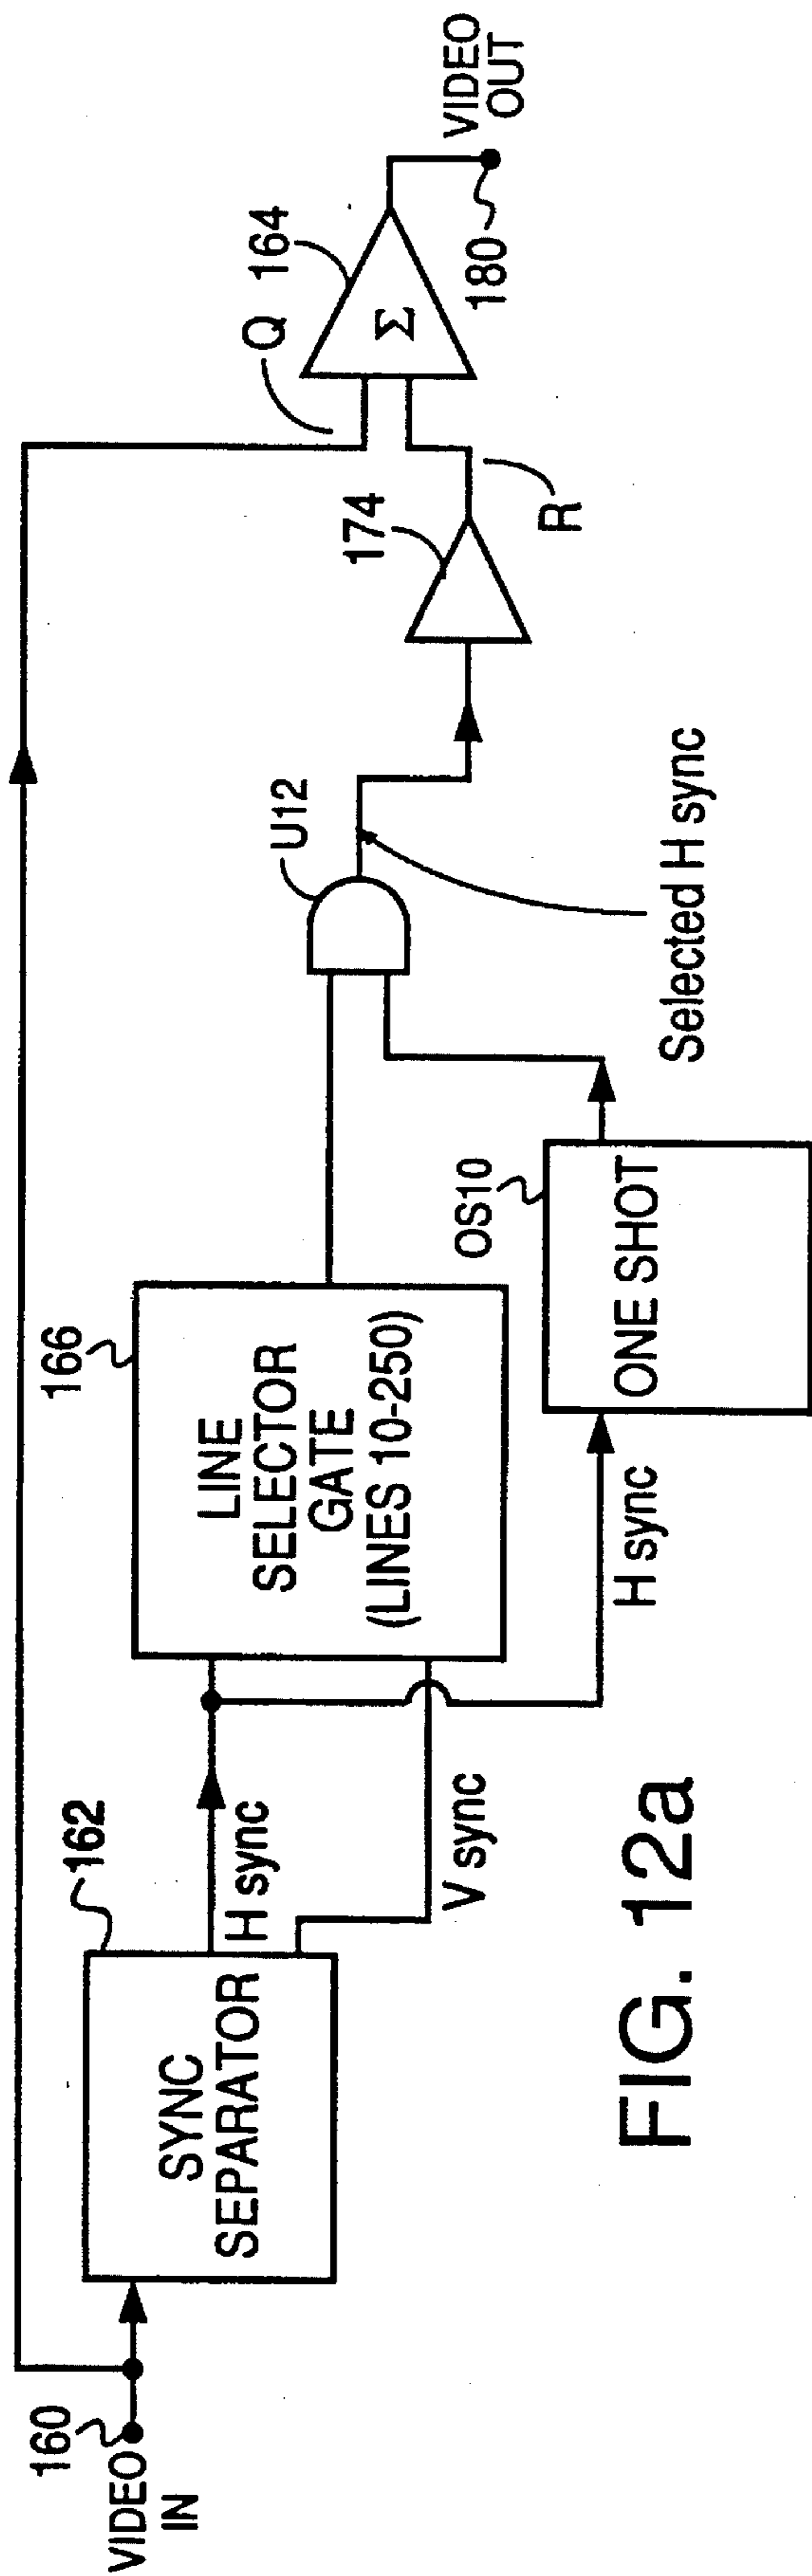 160
VIDEO
IN
162
SYNC
SEPARATOR
H sync
V sync
166
LINE
SELECTOR
GATE
(LINES 10-250)
H sync
OS10
ONE SHOT
U12
Selected H sync
174
R
Q
164
Σ
180
VIDEO
OUT
FIG. 12a